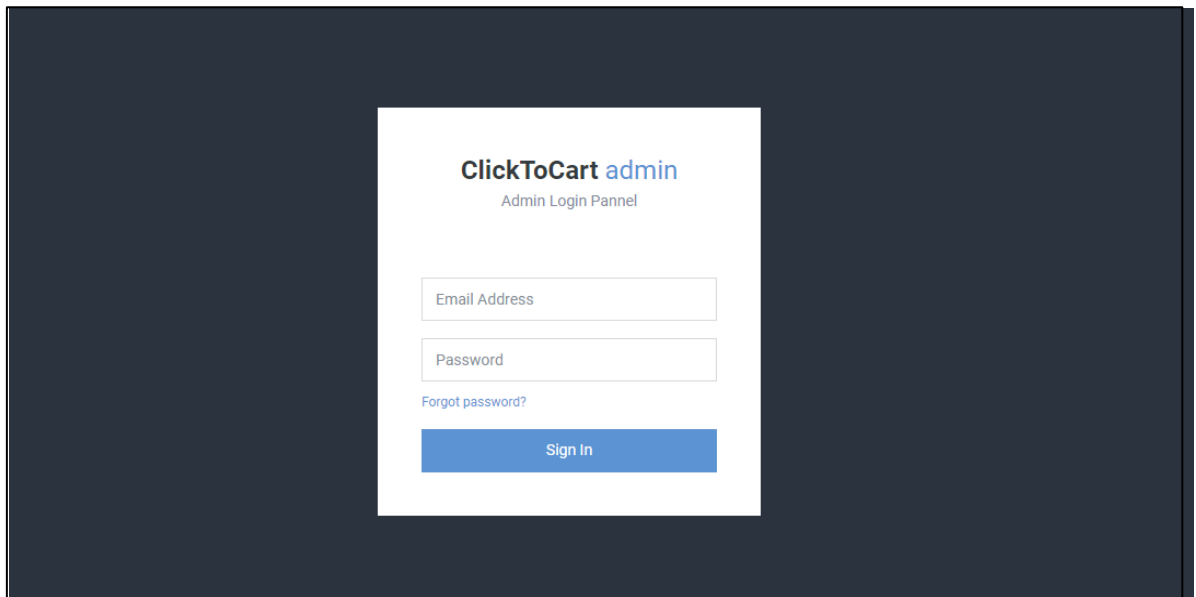 ClickToCart admin
Admin Login Pannel
Email Address
Password
Forgot password?
Sign In